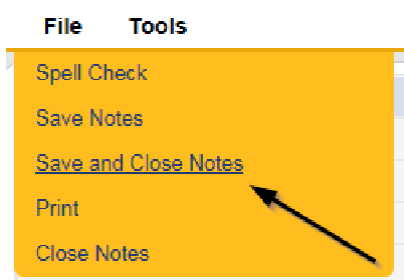 File Tools
Spell Check
Save Notes
Save and Close Notes
Print
Close Notes